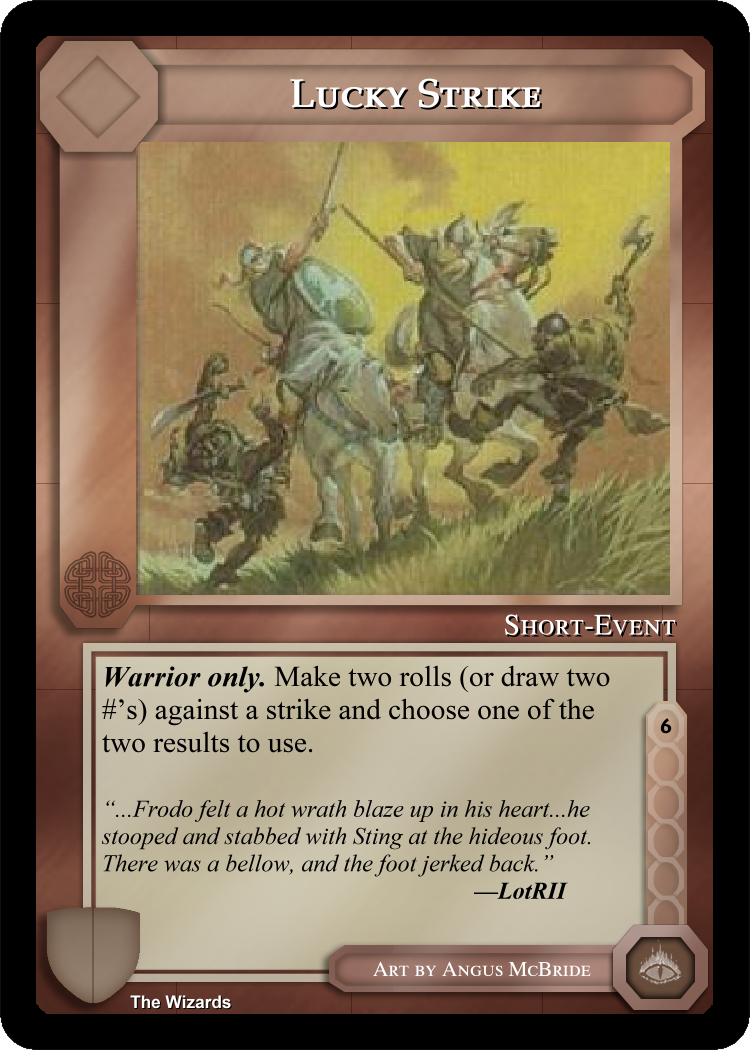 Lucky Strike
Short-Event
Warrior only. Make two rolls (or draw two
#’s) against a strike and choose one of the
two results to use.
6
“...Frodo felt a hot wrath blaze up in his heart...he
stooped and stabbed with Sting at the hideous foot.
There was a bellow, and the foot jerked back.”
—LotRII
Art by Angus McBride
The Wizards